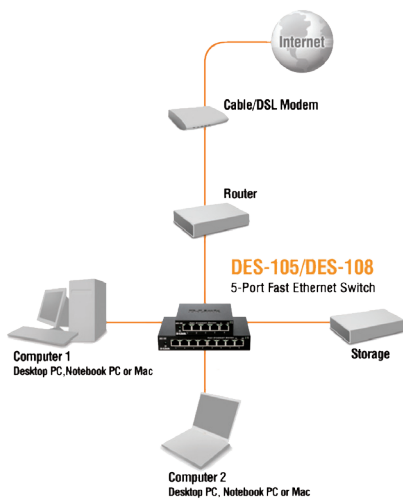 Internet
Cable/DSL Modem
Router
DES-105/DES-108
5-Port Fast Ethernet Switch
Computer 1
Desktop PC,Notebook PC or Mac
Storage
Computer 2
Desktop PC, Notebook PC or Mac